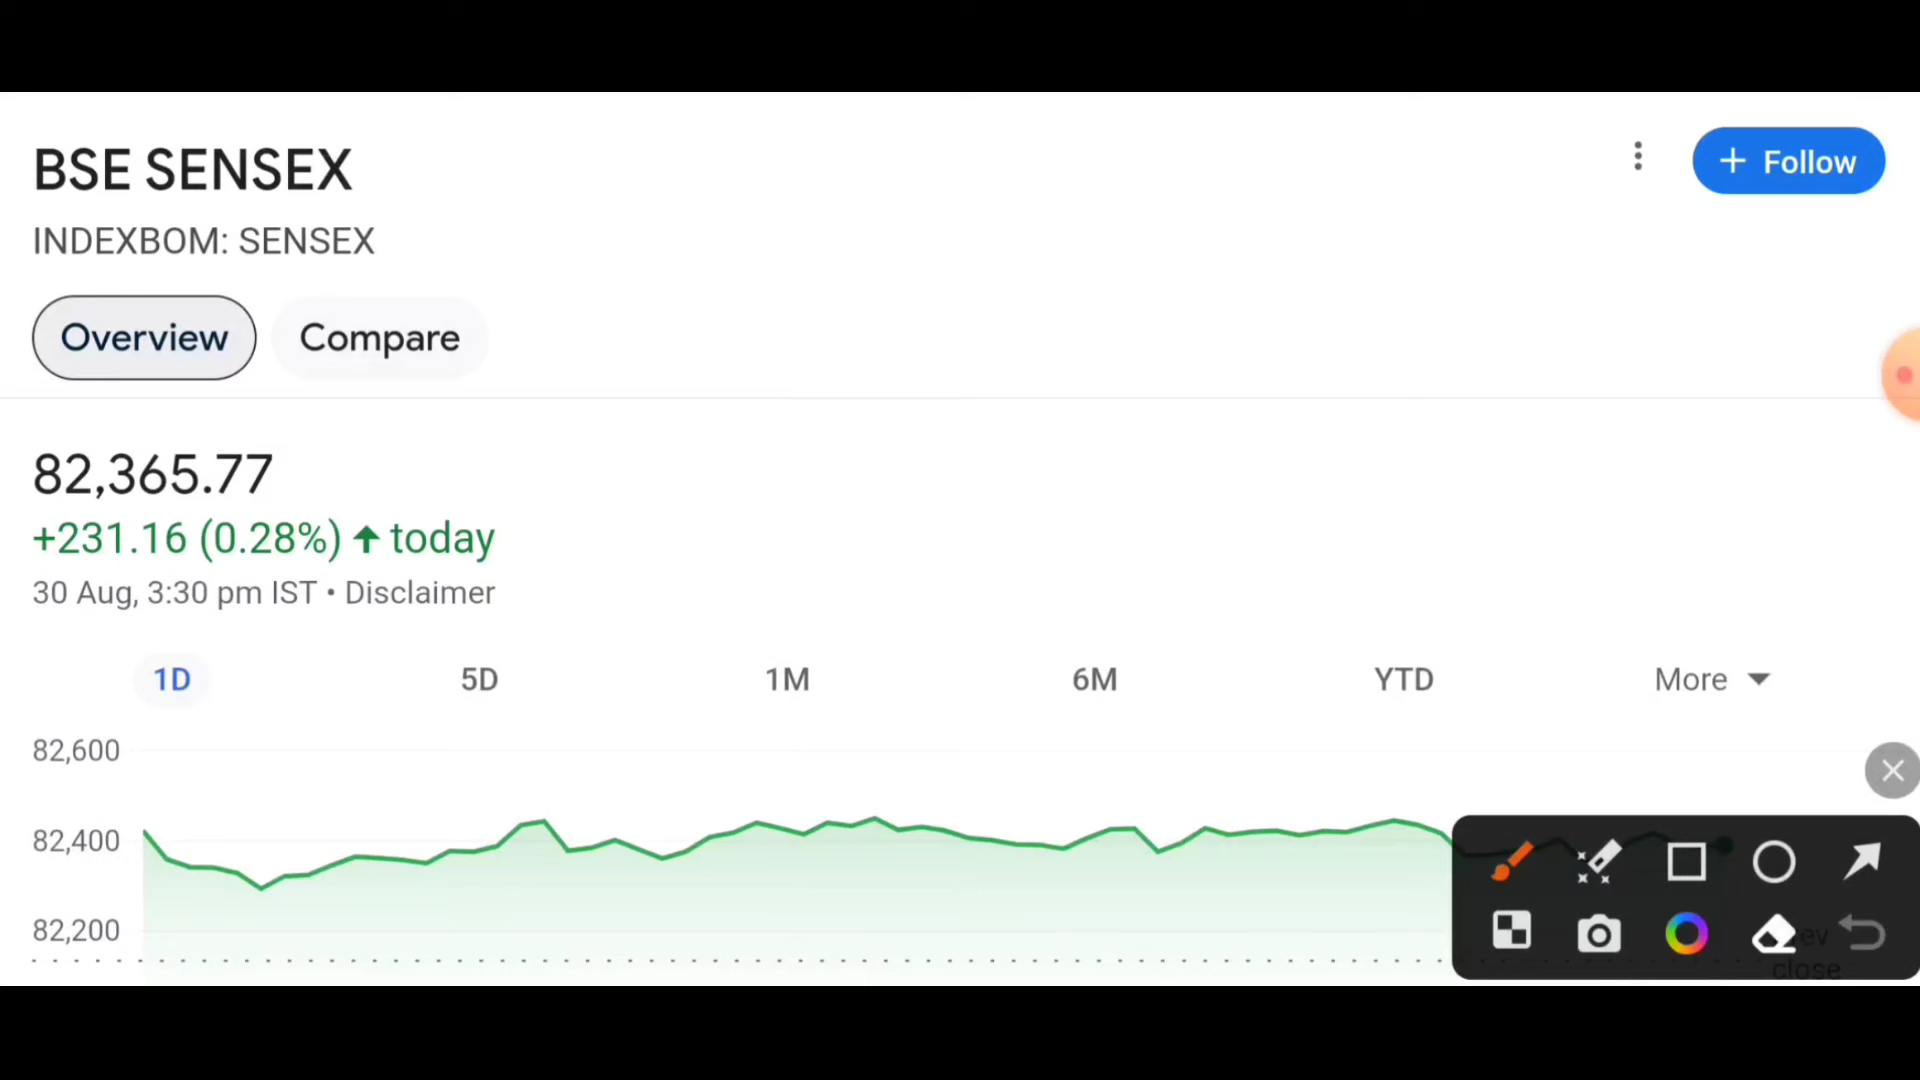 BSE SENSEX
+ Follow
INDEXBOM: SENSEX
Overview Compare
82,365.77
+231.16 (0.28%) ↑ today
30 Aug, 3:30 pm IST • Disclaimer
1D 5D 1M 6M YTD More
82,600
82,400
82,200
close